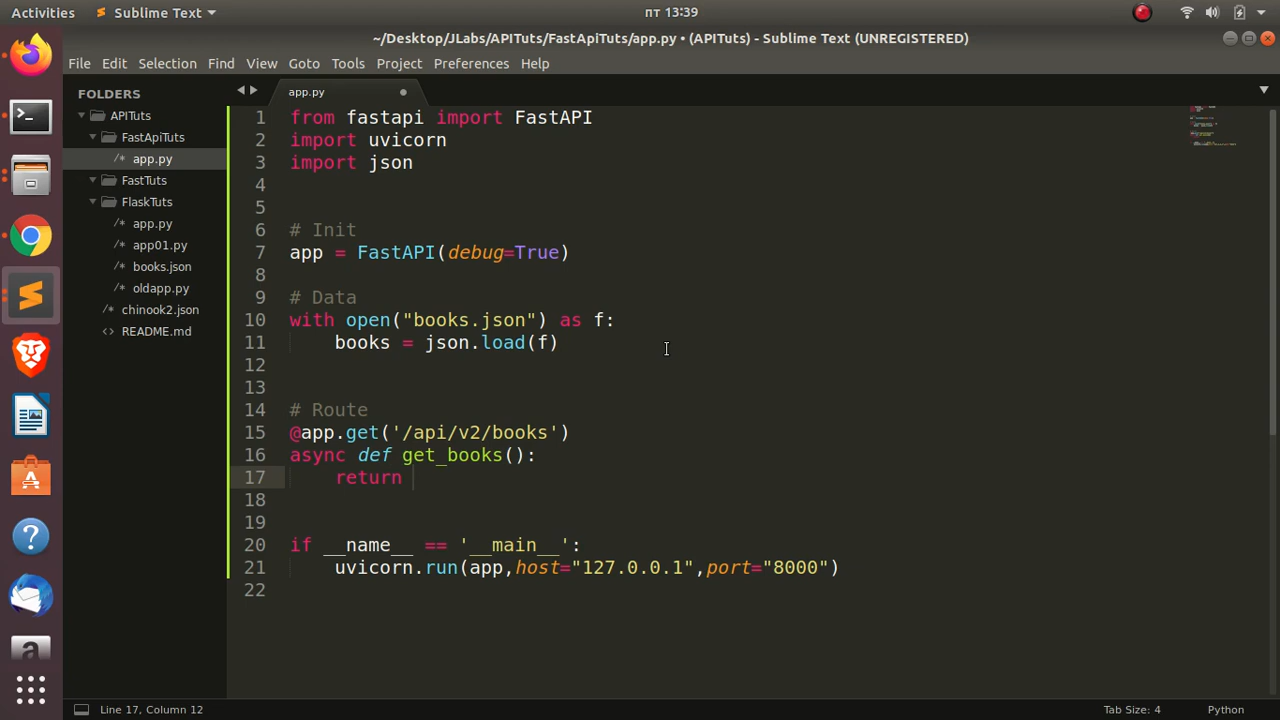 Activities
Sublime Text
пт 13:39
~/Desktop/JLabs/APITuts/FastApiTuts/app.py • (APITuts) - Sublime Text (UNREGISTERED)
File Edit Selection Find View Goto Tools Project Preferences Help
FOLDERS
APITuts
FastApiTuts
/* app.py
FastTuts
FlaskTuts
/* app.py
/* app01.py
/* books.json
/* oldapp.py
/* chinook2.json
<> README.md
app.py
1 from fastapi import FastAPI
2 import uvicorn
3 import json
4
5
6 # Init
7 app = FastAPI(debug=True)
8
9 # Data
10 with open("books.json") as f:
11     books = json.load(f)
12
13
14 # Route
15 @app.get('/api/v2/books')
16 async def get_books():
17     return
18
19
20 if __name__ == '__main__':
21     uvicorn.run(app,host="127.0.0.1",port="8000")
22
Line 17, Column 12
Tab Size: 4
Python